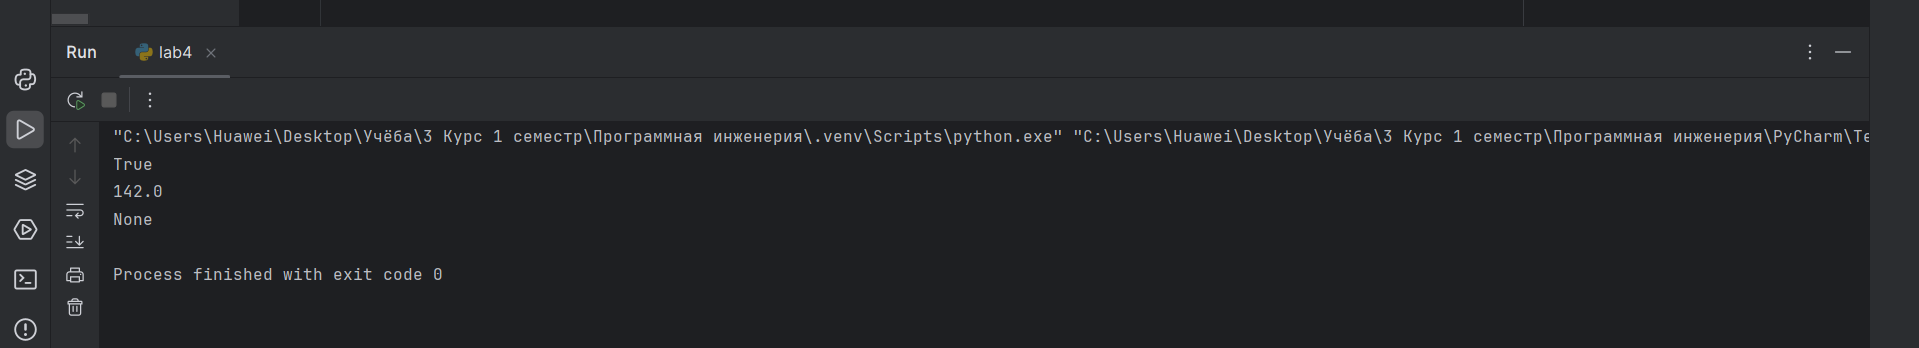 Run lab4
"C:\Users\Huawei\Desktop\Учёба\3 Курс 1 семестр\Программная инженерия\.venv\Scripts\python.exe" "C:\Users\Huawei\Desktop\Учёба\3 Курс 1 семестр\Программная инженерия\PyCharm\Te
True
142.0
None
Process finished with exit code 0